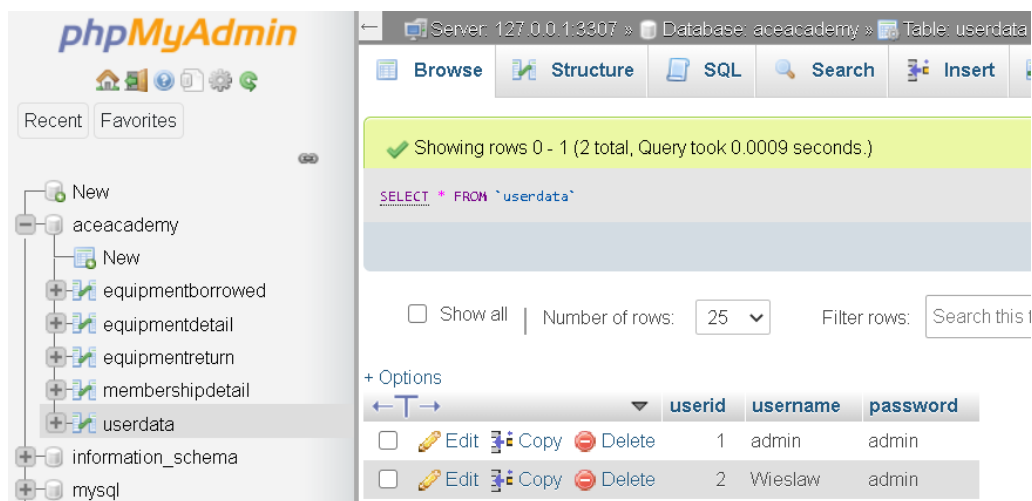 phpMyAdmin
Recent Favorites
New
aceacademy
New
equipmentborrowed
equipmentdetail
equipmentreturn
membershipdetail
userdata
information_schema
mysql
Server: 127.0.0.1:3307 » Database: aceacademy » Table: userdata
Browse Structure SQL Search Insert
Showing rows 0 - 1 (2 total, Query took 0.0009 seconds.)
SELECT * FROM `userdata`
Show all | Number of rows: 25 Filter rows: Search this
+ Options
←T→ userid username password
Edit Copy Delete 1 admin admin
Edit Copy Delete 2 Wieslaw admin